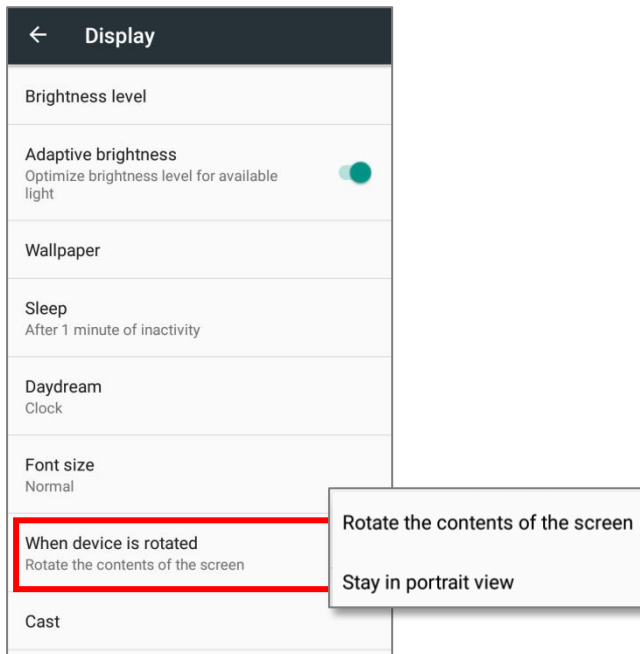 Display
Brightness level
Adaptive brightness
Optimize brightness level for available
light
Wallpaper
Sleep
After 1 minute of inactivity
Daydream
Clock
Font size
Normal
When device is rotated
Rotate the contents of the screen
Rotate the contents of the screen
Stay in portrait view
Cast